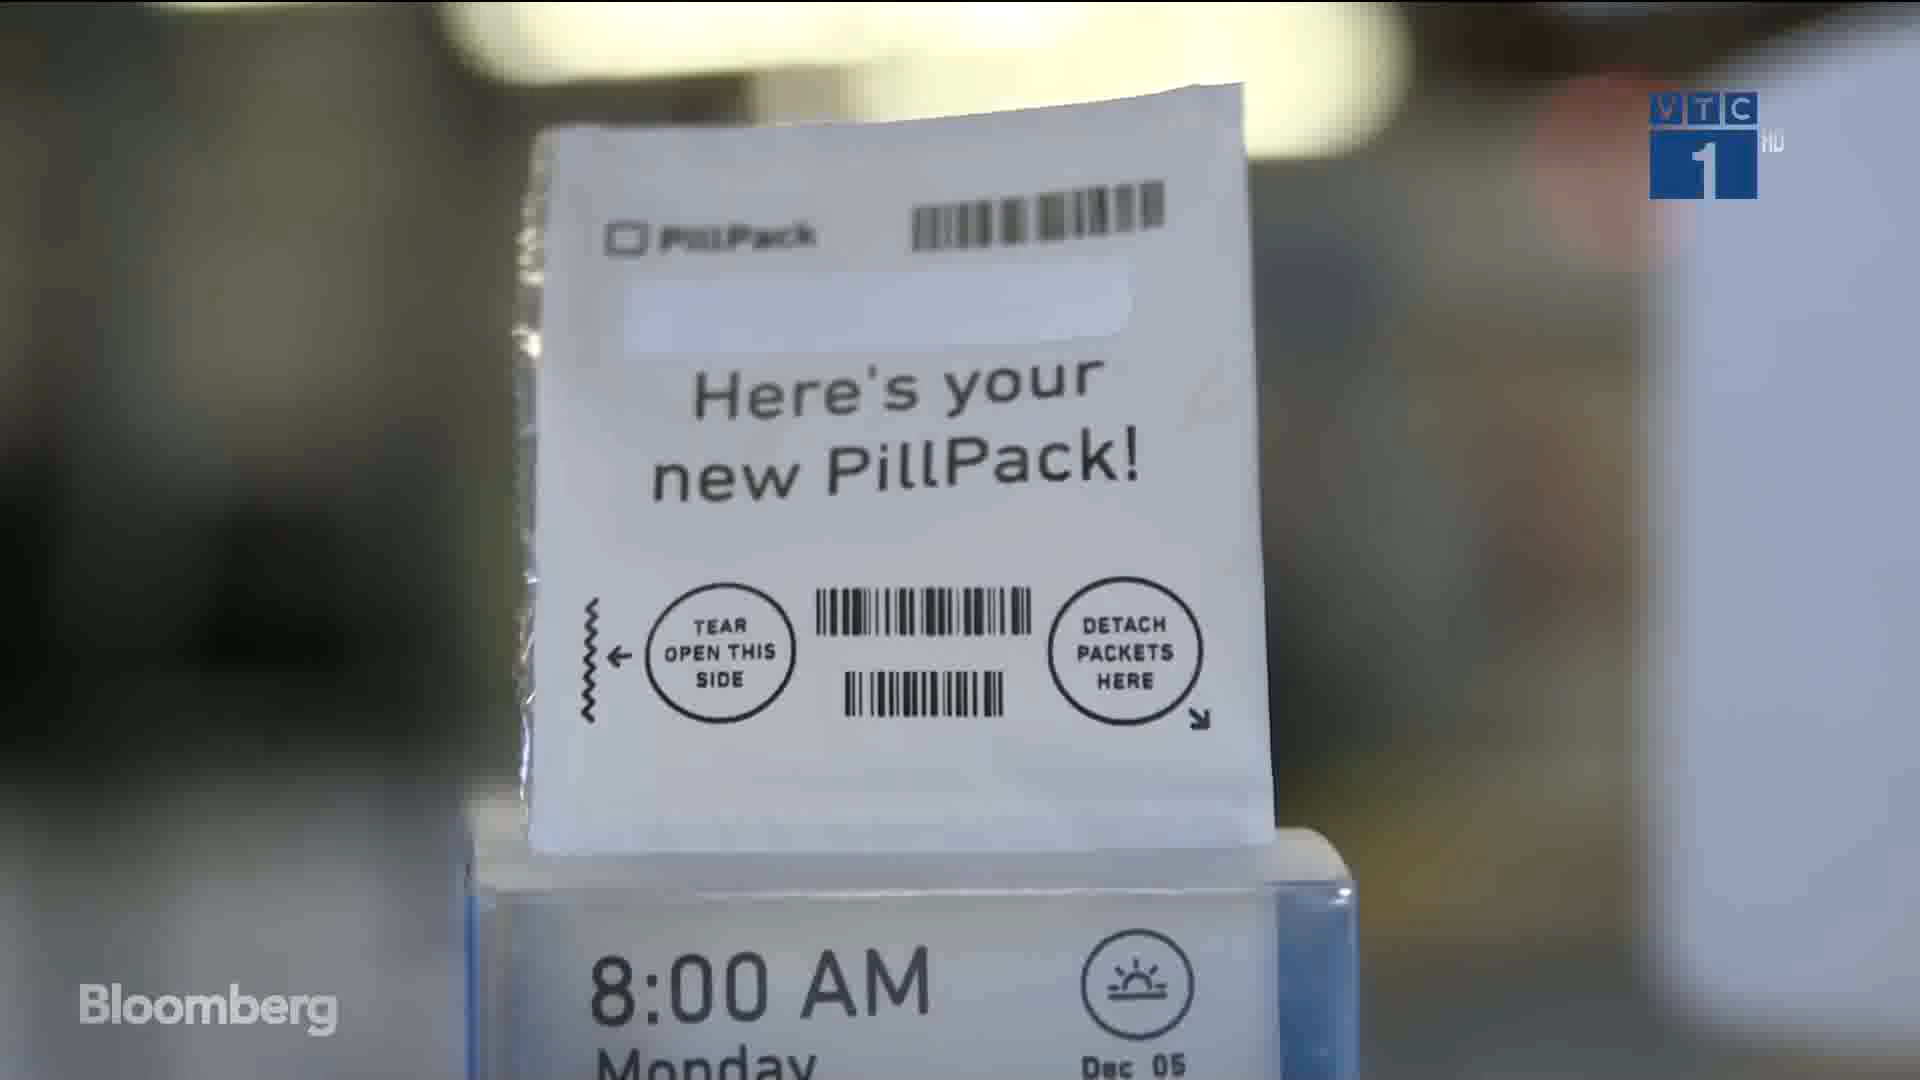 VTC
1
HD
PillPack
Here's your
new PillPack!
TEAR
OPEN THIS
SIDE
DETACH
PACKETS
HERE
8:00 AM
Monday
Dec 05
Bloomberg